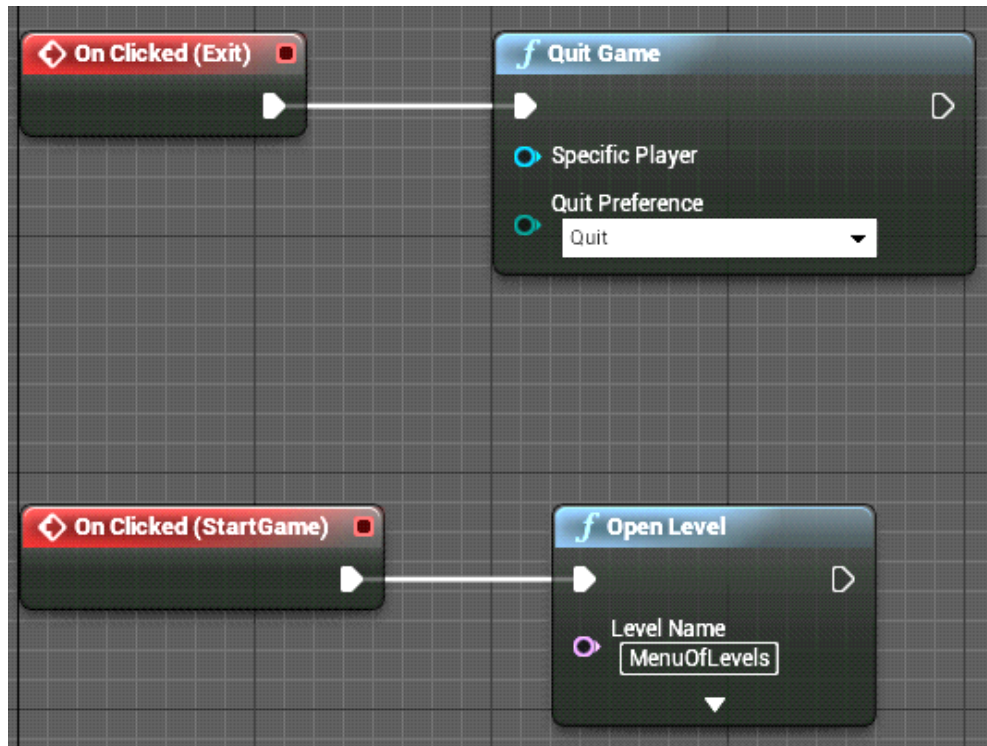 On Clicked (Exit)
f Quit Game
Specific Player
Quit Preference
Quit
On Clicked (StartGame)
f Open Level
Level Name
MenuOfLevels